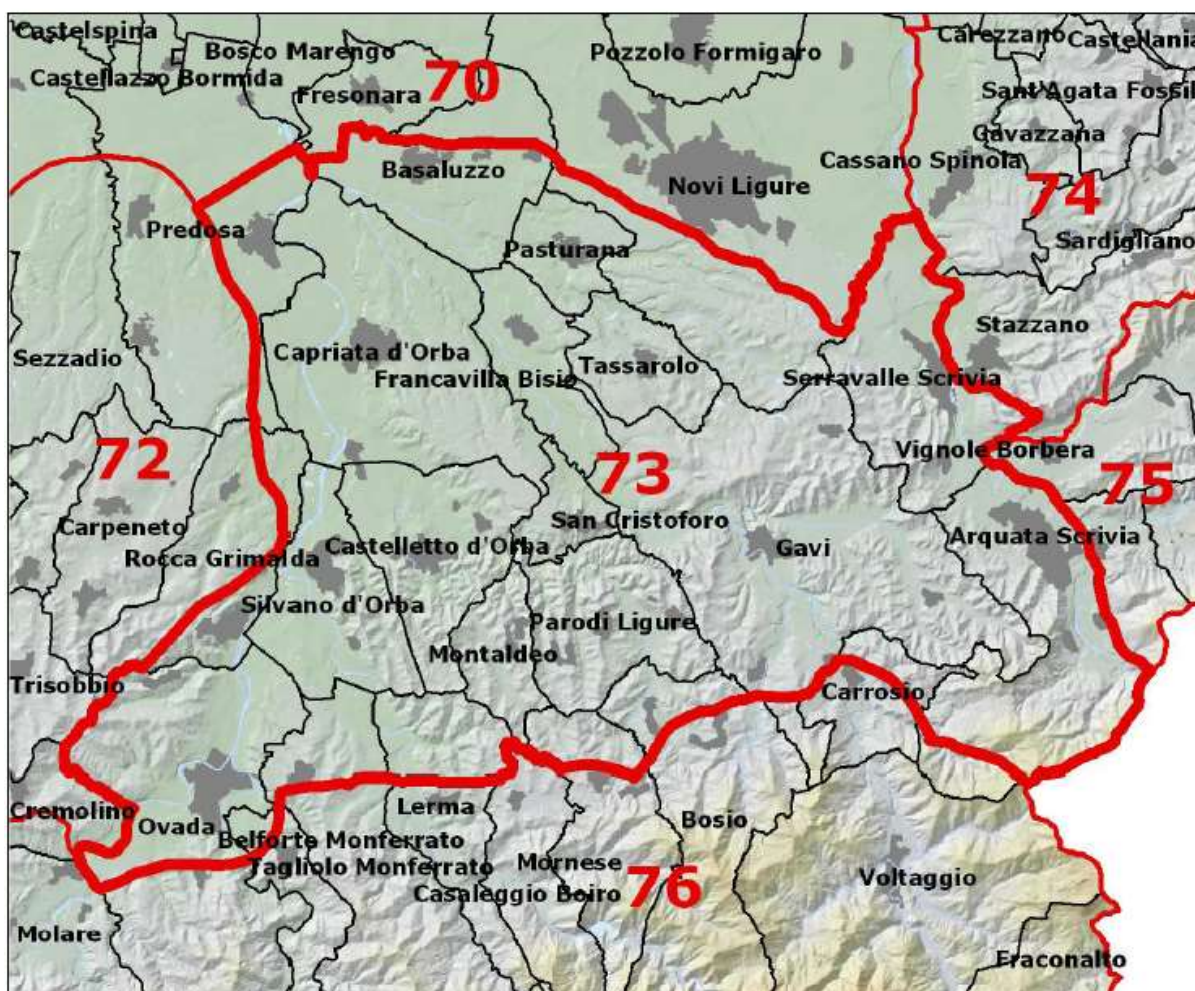 Castelspina
Bosco Marengo
Pozzolo Formigaro
Carezzano
Castellania
Castellazzo Bormida
Fresonara
70
Sant'Agata Fossil
Gavazzana
Basaluzzo
Cassano Spinola
Novi Ligure
74
Predosa
Pasturana
Sardigliano
Stazzano
Sezzadio
Capriata d'Orba
Francavilla Bisio
Tassarolo
Serravalle Scrivia
72
73
Vignole Borbera
75
Carpeneto
San Cristoforo
Rocca Grimalda
Castelletto d'Orba
Gavi
Arquata Scrivia
Silvano d'Orba
Parodi Ligure
Montaldeo
Trisobbio
Carrosio
Cremolino
Ovada
Lerma
Bosio
Belforte Monferrato
Tagliolo Monferrato
Mornese
Casaleggio Boiro
76
Voltaggio
Molare
Fraconalto